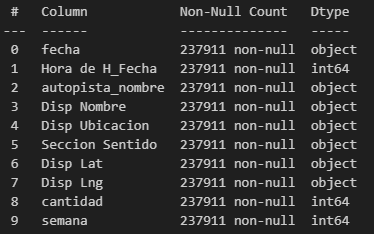 #   Column            Non-Null Count   Dtype
---  ------            --------------   -----
 0   fecha             237911 non-null  object
 1   Hora de H_Fecha   237911 non-null  int64
 2   autopista_nombre  237911 non-null  object
 3   Disp Nombre       237911 non-null  object
 4   Disp Ubicacion    237911 non-null  object
 5   Seccion Sentido   237911 non-null  object
 6   Disp Lat          237911 non-null  object
 7   Disp Lng          237911 non-null  object
 8   cantidad          237911 non-null  int64
 9   semana            237911 non-null  int64